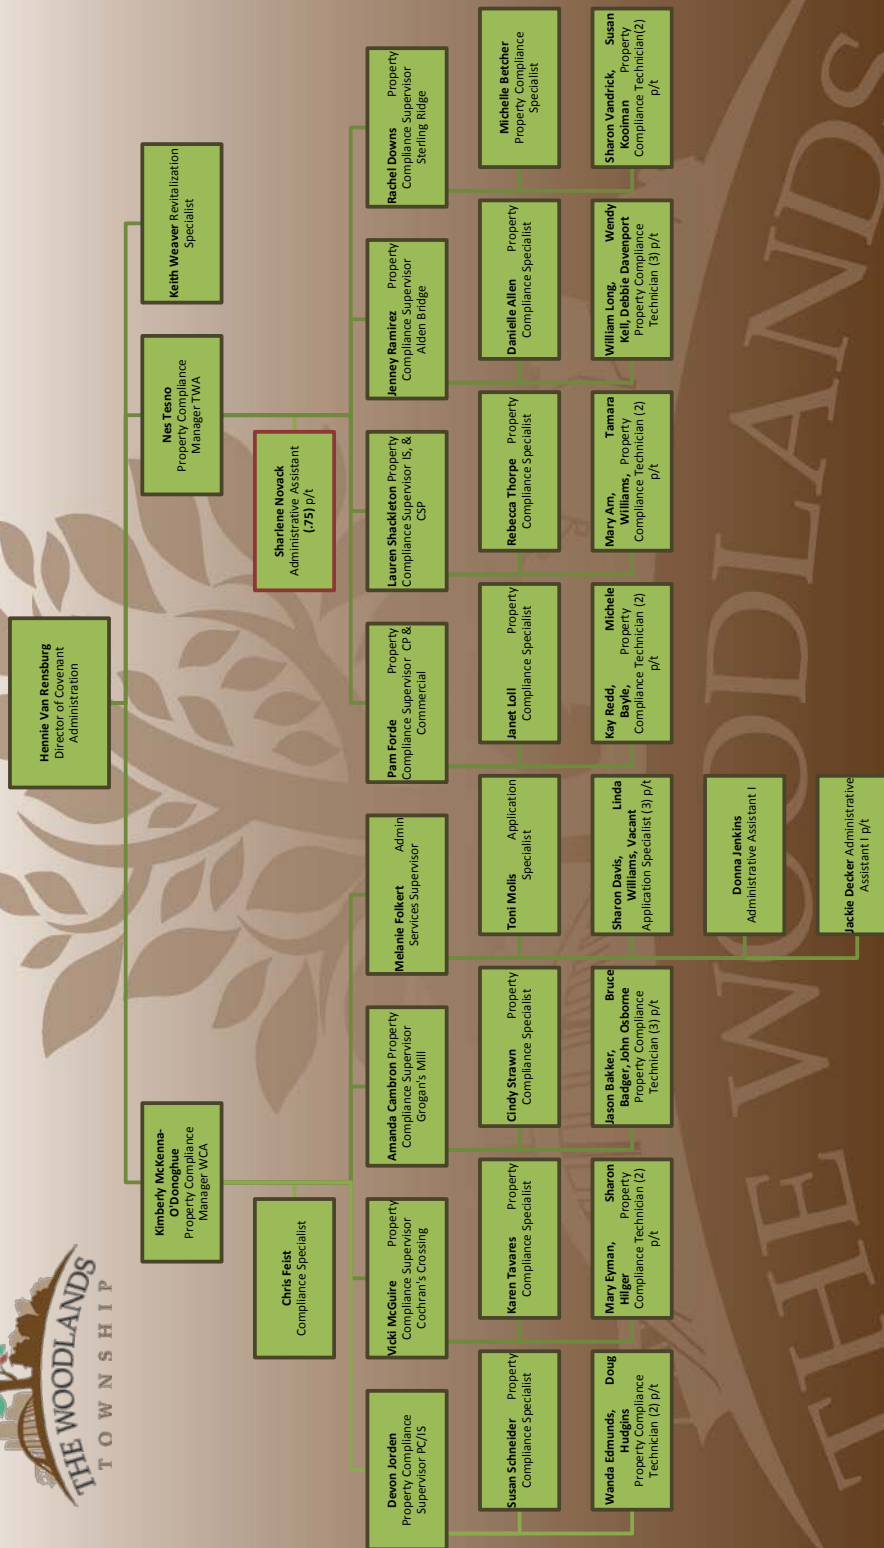 THE WOODLANDS
TOWNSHIP
Hennie Van Rensburg
Director of Covenant
Administration
Kimberly McKenna-
O'Donoghue
Property Compliance
Manager WCA
Nes Tesno
Property Compliance
Manager TWA
Keith Weaver Revitalization
Specialist
Chris Feist
Compliance Specialist
Sharlene Novack
Administrative Assistant
(.75) p/t
Devon Jorden
Property Compliance
Supervisor PC/IS
Vicki McGuire Property
Compliance Supervisor
Cochran's Crossing
Amanda Cambron Property
Compliance Supervisor
Grogan's Mill
Melanie Folkert Admin
Services Supervisor
Pam Forde Property
Compliance Supervisor CP &
Commercial
Lauren Shackleton Property
Compliance Supervisor IS, &
CSP
Jenney Ramirez Property
Compliance Supervisor
Alden Bridge
Rachel Downs Property
Compliance Supervisor
Sterling Ridge
Susan Schneider Property
Compliance Specialist
Karen Tavares Property
Compliance Specialist
Cindy Strawn Property
Compliance Specialist
Toni Molis Application
Specialist
Janet Loll Property
Compliance Specialist
Rebecca Thorpe Property
Compliance Specialist
Danielle Allen Property
Compliance Specialist
Michelle Betcher
Property Compliance
Specialist
Wanda Edmunds, Doug
Hudgins
Property Compliance
Technician (2) p/t
Mary Eyman, Sharon
Hilger Property
Compliance Technician (2)
p/t
Jason Bakker, Bruce
Badger, John Osborne
Property Compliance
Technician (3) p/t
Sharon Davis, Linda
Williams, Vacant
Application Specialist (3) p/t
Kay Redd, Michele
Bayle, Property
Compliance Technician (2)
p/t
Mary Arn, Tamara
Williams, Property
Compliance Technician (2)
p/t
William Long, Wendy
Kell, Debbie Davenport
Property Compliance
Technician (3) p/t
Sharon Vandrick, Susan
Kooiman Property
Compliance Technician(2)
p/t
Donna Jenkins
Administrative Assistant I
Jackie Decker Administrative
Assistant I p/t
THE WOODLANDS